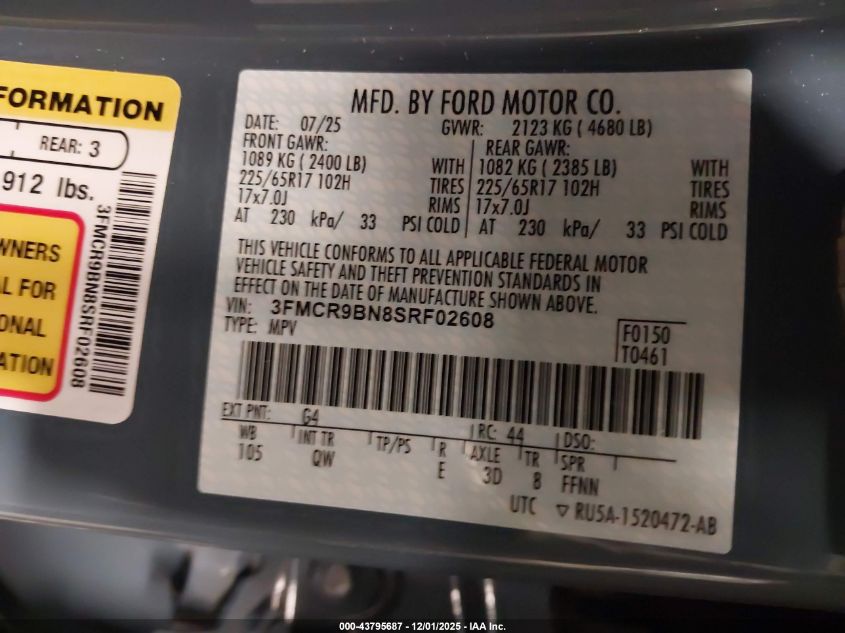 FORMATION
REAR: 3
912 lbs.
WNERS
AL FOR
IONAL
ATION
3FMCR9BN8SRF02608
MFD. BY FORD MOTOR CO.
DATE: 07/25 GVWR: 2123 KG ( 4680 LB)
FRONT GAWR: REAR GAWR:
1089 KG ( 2400 LB) WITH 1082 KG ( 2385 LB) WITH
225/65R17 102H TIRES 225/65R17 102H TIRES
17x7.0J RIMS 17x7.0J RIMS
AT 230 kPa/ 33 PSI COLD AT 230 kPa/ 33 PSI COLD
THIS VEHICLE CONFORMS TO ALL APPLICABLE FEDERAL MOTOR
VEHICLE SAFETY AND THEFT PREVENTION STANDARDS IN
EFFECT ON THE DATE OF MANUFACTURE SHOWN ABOVE.
VIN: 3FMCR9BN8SRF02608
TYPE: MPV
F0150
T0461
EXT PNT: G4 RC: 44 DSO:
WB INT TR TP/PS R AXLE TR SPR
105 QW E 3D 8 FFNN
UTC ▽ RU5A-1520472-AB
000-43795687 - 12/01/2025 - IAA Inc.